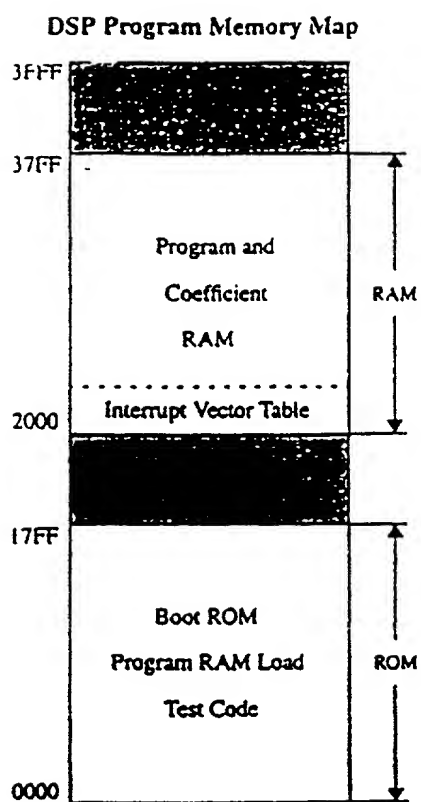 DSP Program Memory Map
3FFF
37FF
Program and
Coefficient
RAM
RAM
Interrupt Vector Table
2000
17FF
Boot ROM
Program RAM Load
ROM
Test Code
0000